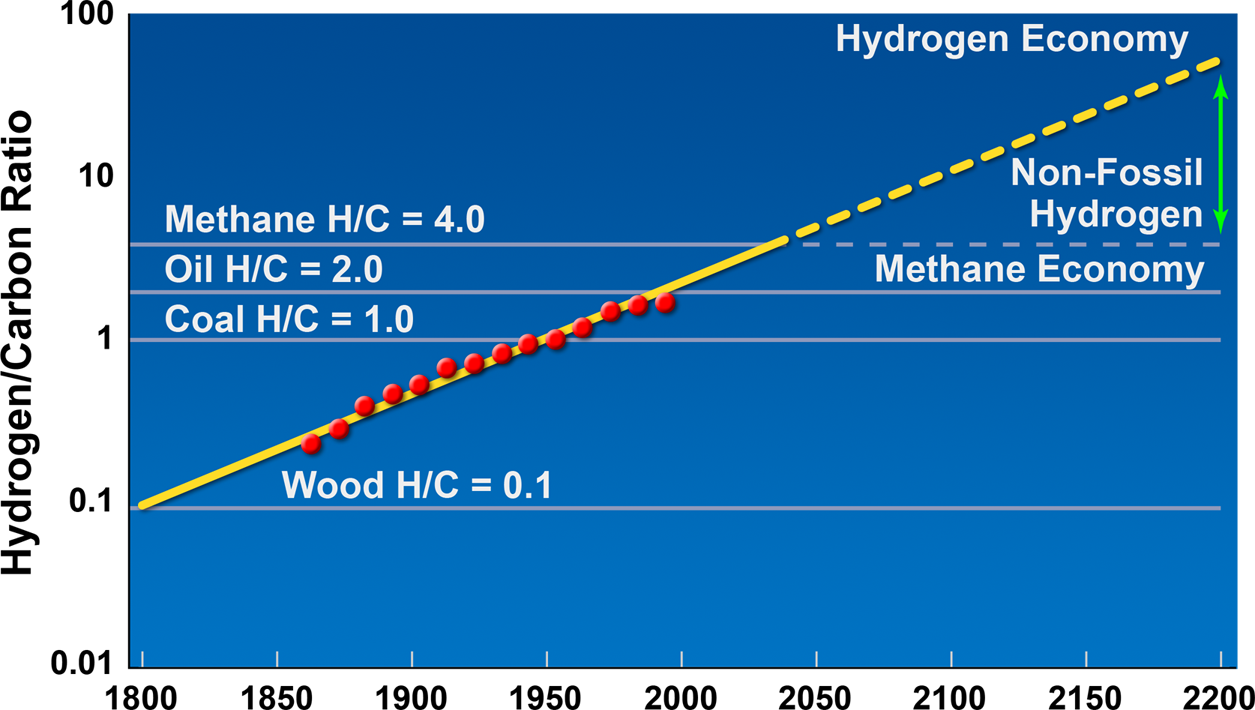 100
Hydrogen Economy
10
Non-Fossil
Hydrogen
Methane H/C = 4.0
Oil H/C = 2.0
Methane Economy
Coal H/C = 1.0
1
Wood H/C = 0.1
0.1
0.01
Hydrogen/Carbon Ratio
1800 1850 1900 1950 2000 2050 2100 2150 2200